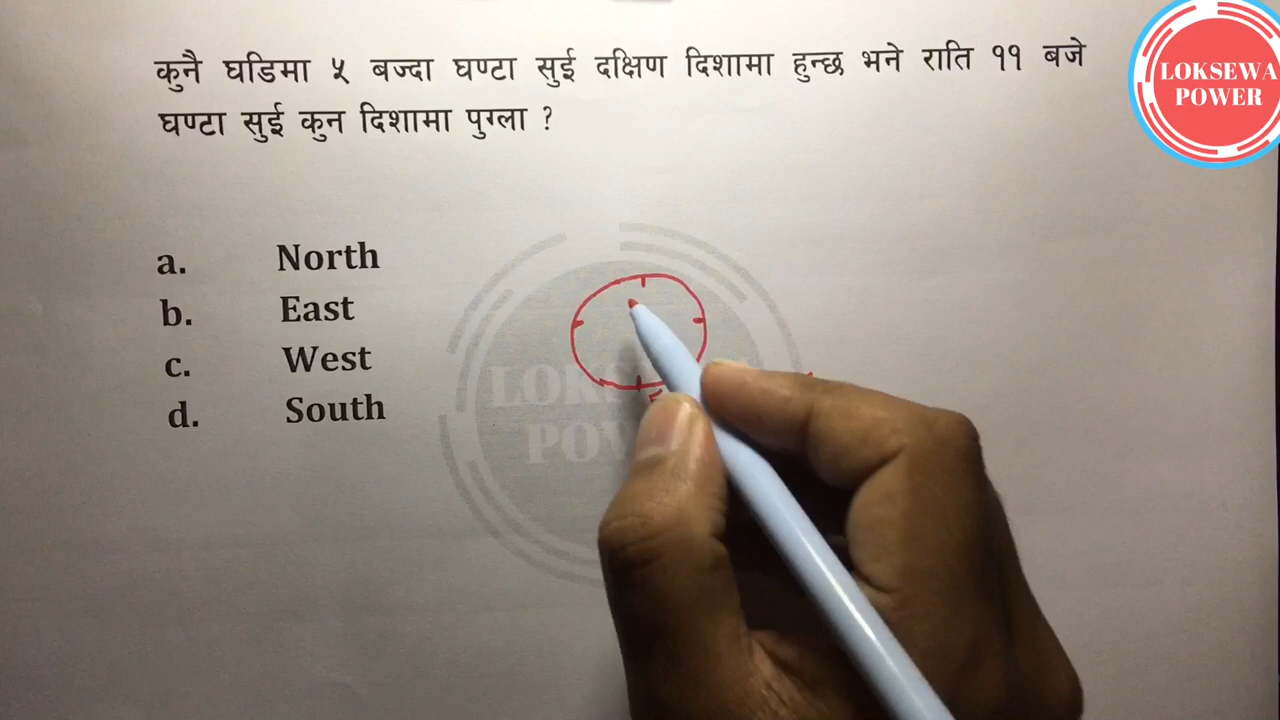 कुनै घडिमा ५ बज्दा घण्टा सुई दक्षिण दिशामा हुन्छ भने राति ११ बजे
घण्टा सुई कुन दिशामा पुग्ला ?
LOKSEWA
POWER
a. North
b. East
c. West
d. South